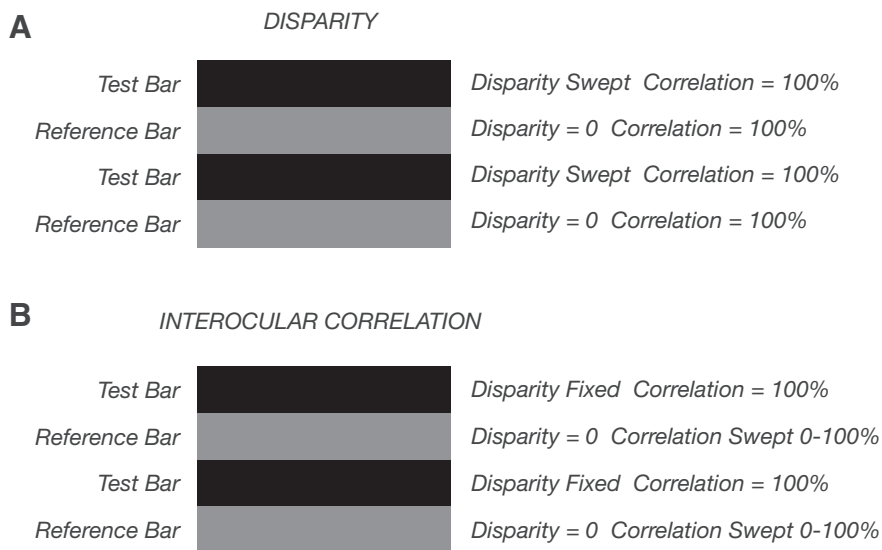 A
DISPARITY
Test Bar Disparity Swept Correlation = 100%
Reference Bar Disparity = 0 Correlation = 100%
Test Bar Disparity Swept Correlation = 100%
Reference Bar Disparity = 0 Correlation = 100%
B
INTEROCULAR CORRELATION
Test Bar Disparity Fixed Correlation = 100%
Reference Bar Disparity = 0 Correlation Swept 0-100%
Test Bar Disparity Fixed Correlation = 100%
Reference Bar Disparity = 0 Correlation Swept 0-100%